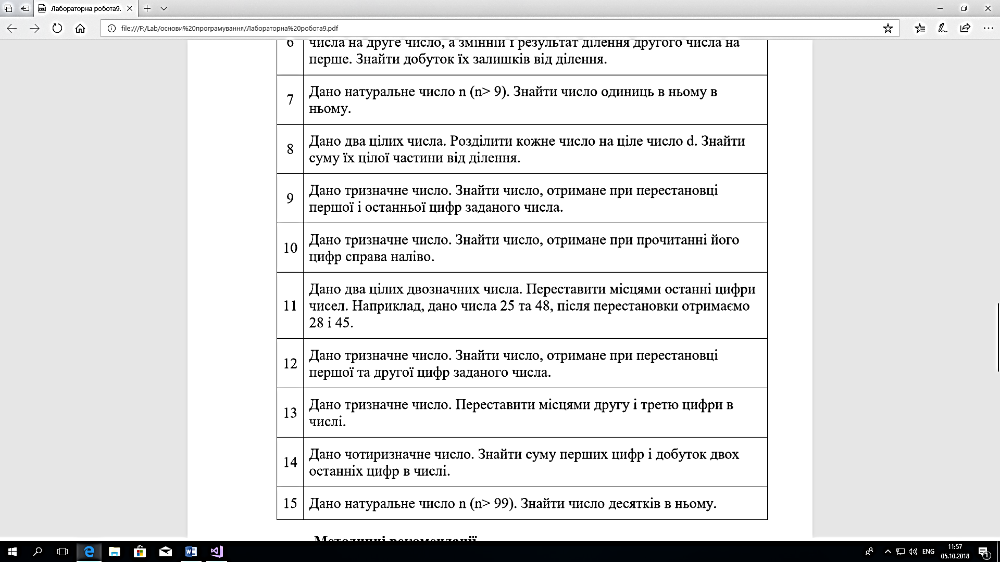 Лабораторна робота9.
file:///F:/Lab/основи%20програмування/Лабораторна%20робота9.pdf
6
числа на друге число, а змінній f результат ділення другого числа на
перше. Знайти добуток їх залишків від ділення.
7
Дано натуральне число n (n> 9). Знайти число одиниць в ньому в
ньому.
8
Дано два цілих числа. Розділити кожне число на ціле число d. Знайти
суму їх цілої частини від ділення.
9
Дано тризначне число. Знайти число, отримане при перестановці
першої і останньої цифр заданого числа.
10
Дано тризначне число. Знайти число, отримане при прочитанні його
цифр справа наліво.
11
Дано два цілих двозначних числа. Переставити місцями останні цифри
чисел. Наприклад, дано числа 25 та 48, після перестановки отримаємо
28 і 45.
12
Дано тризначне число. Знайти число, отримане при перестановці
першої та другої цифр заданого числа.
13
Дано тризначне число. Переставити місцями другу і третю цифри в
числі.
14
Дано чотиризначне число. Знайти суму перших цифр і добуток двох
останніх цифр в числі.
15
Дано натуральне число n (n> 99). Знайти число десятків в ньому.
Методичні рекомендації
ENG
11:57
05.10.2018
1